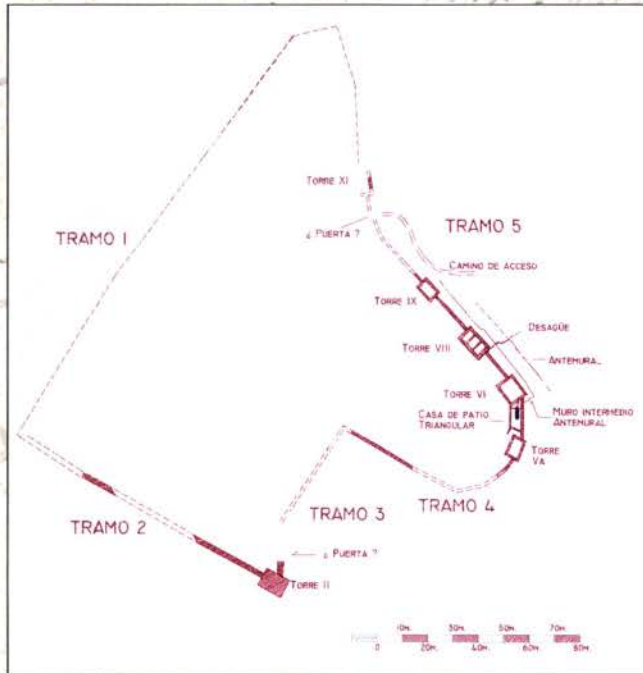 TORRE XI
TRAMO 5
¿ PUERTA ?
TRAMO 1
CAMINO DE ACCESO
TORRE IX
DESAGÜE
TORRE VIII
ANTEMURAL
TORRE VI
CASA DE PATIO
TRIANGULAR
MURO INTERMEDIO
ANTEMURAL
TORRE
VA
TRAMO 4
TRAMO 3
TRAMO 2
¿ PUERTA ?
TORRE II
10M. 30M. 50M. 70M.
0 20M. 40M. 60M. 80M.